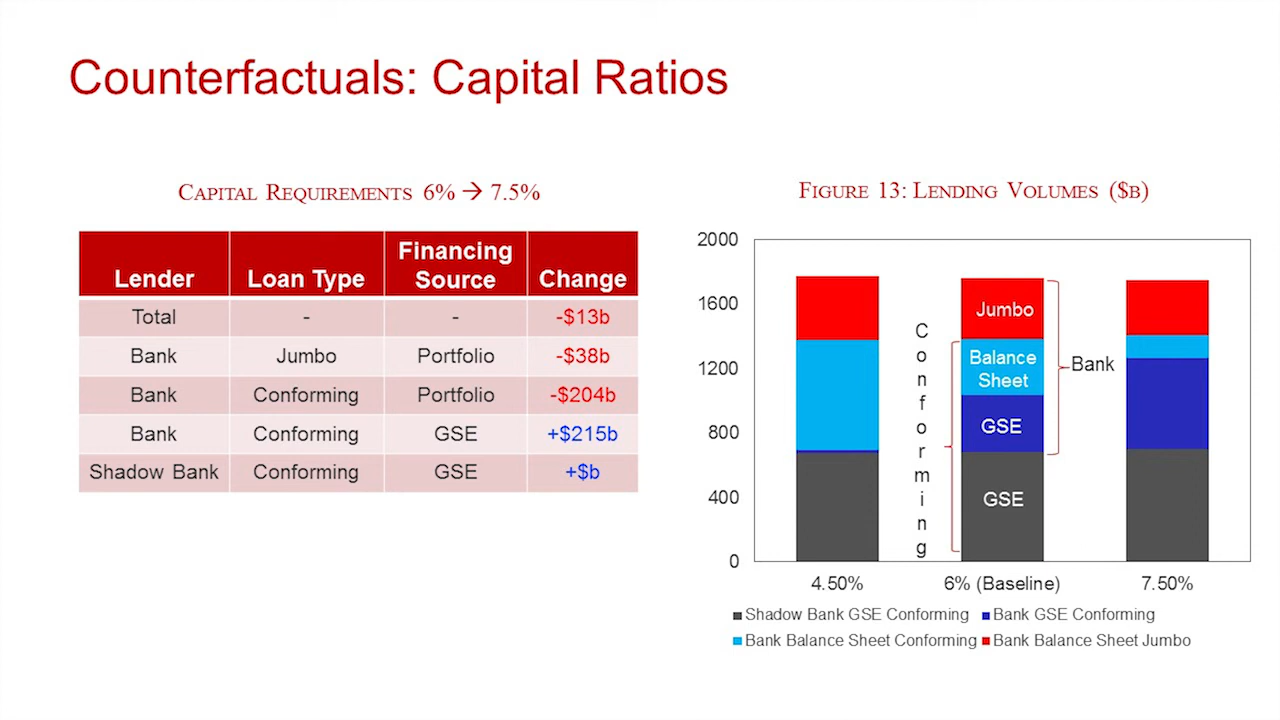 Counterfactuals: Capital Ratios
CAPITAL REQUIREMENTS 6% → 7.5%
Lender Loan Type Financing Source Change
Total - - -$13b
Bank Jumbo Portfolio -$38b
Bank Conforming Portfolio -$204b
Bank Conforming GSE +$215b
Shadow Bank Conforming GSE +$b
FIGURE 13: LENDING VOLUMES ($B)
2000
1600
1200
800
400
0
Conforming
Jumbo
Balance
Sheet
GSE
GSE
Bank
4.50% 6% (Baseline) 7.50%
Shadow Bank GSE Conforming Bank GSE Conforming
Bank Balance Sheet Conforming Bank Balance Sheet Jumbo